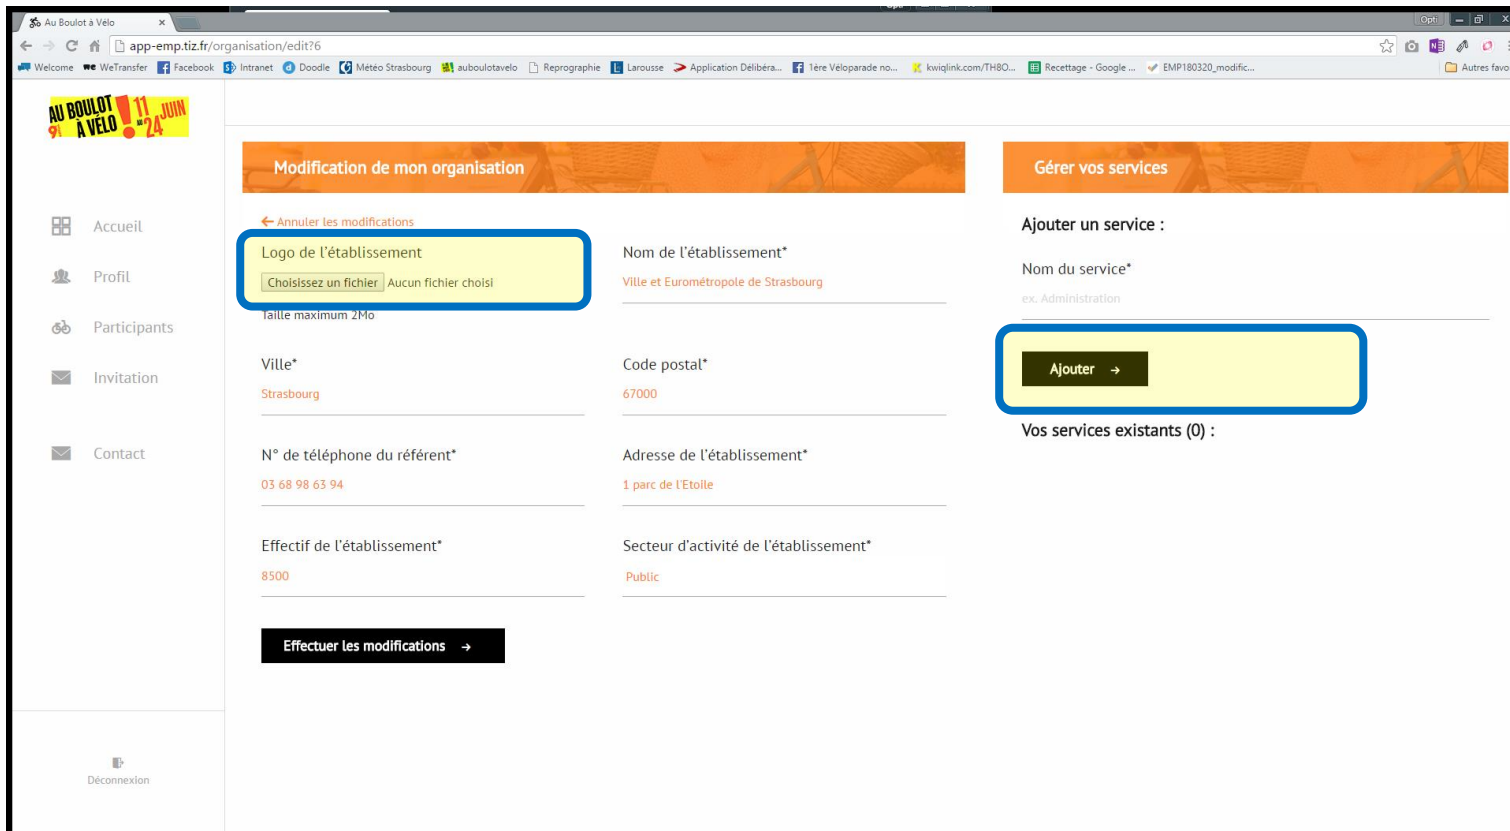 Opti
Au Boulot à Vélo
Opti
app-emp.tiz.fr/organisation/edit?6
Welcome WeTransfer Facebook Intranet Doodle Météo Strasbourg auboulotavelo Reprographie Larousse Application Délibéra... 1ère Véloparade no... kwiqlink.com/TH8O... Recettage - Google ... EMP180320_modific... Autres favo
AU BOULOT À VÉLO ! 11 AU 24 JUIN
9
Modification de mon organisation
Gérer vos services
Annuler les modifications
Logo de l'établissement
Choisissez un fichier Aucun fichier choisi
Taille maximum 2Mo
Nom de l'établissement*
Ville et Eurométropole de Strasbourg
Ajouter un service :
Nom du service*
ex. Administration
Ajouter →
Vos services existants (0) :
Accueil
Profil
Participants
Invitation
Contact
Ville*
Strasbourg
Code postal*
67000
N° de téléphone du référent*
03 68 98 63 94
Adresse de l'établissement*
1 parc de l'Etoile
Effectif de l'établissement*
8500
Secteur d'activité de l'établissement*
Public
Effectuer les modifications →
Déconnexion